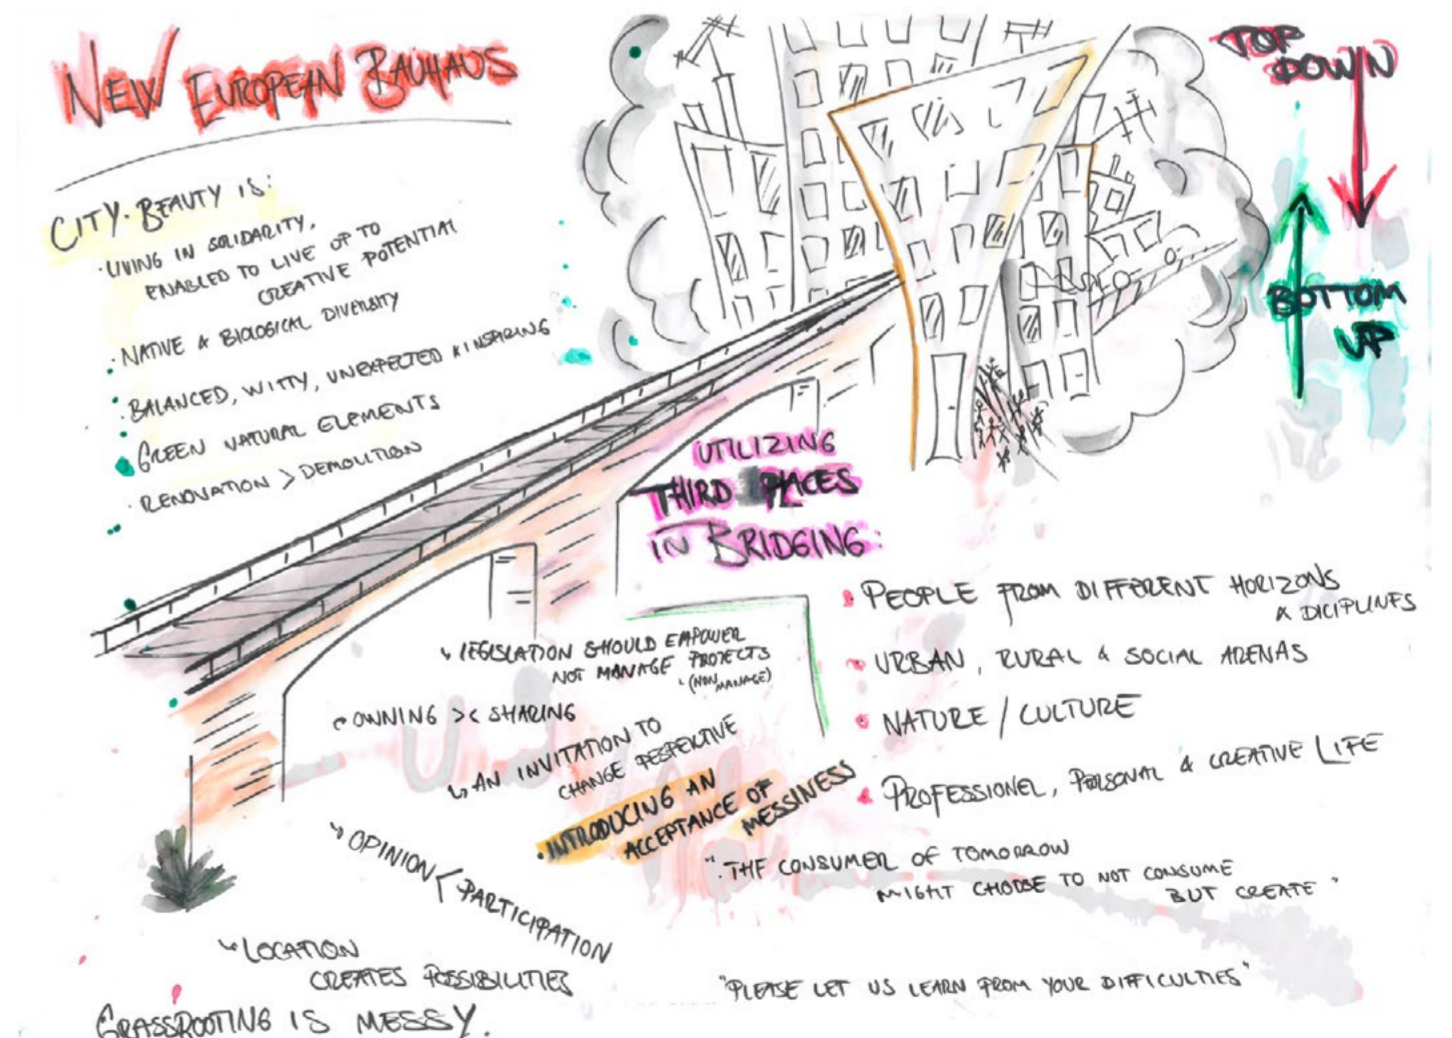 NEW EUROPEAN BAUHAUS
CITY BEAUTY IS:
· LIVING IN SOLIDARITY,
ENABLED TO LIVE OP TO
CREATIVE POTENTIAL
· NATIVE & BIOLOGICAL DIVERSITY
· BALANCED, WITTY, UNEXPECTED & INSPIRING
· GREEN NATURAL ELEMENTS
· RENOVATION > DEMOLITION
TOP
DOWN
BOTTOM
UP
UTILIZING
THIRD PLACES
IN BRIDGING:
· PEOPLE FROM DIFFERENT HORIZONS
& DICIPLINES
· URBAN, RURAL & SOCIAL ARENAS
· NATURE / CULTURE
· PROFESSIONEL, PERSONAL & CREATIVE LIFE
LEGISLATION SHOULD EMPOWER
NOT MANAGE PROJECTS
(NON MANAGE)
OWNING >< SHARING
AN INVITATION TO
CHANGE PESPEKTIVE
· INTRODUCING AN
ACCEPTANCE OF
MESSINESS
OPINION < PARTICIPATION
LOCATION
CREATES POSSIBILITIES
GRASSROOTING IS MESSY.
"THE CONSUMER OF TOMORROW
MIGHT CHOOSE TO NOT CONSUME
BUT CREATE"
"PLEASE LET US LEARN FROM YOUR DIFFICULTIES"